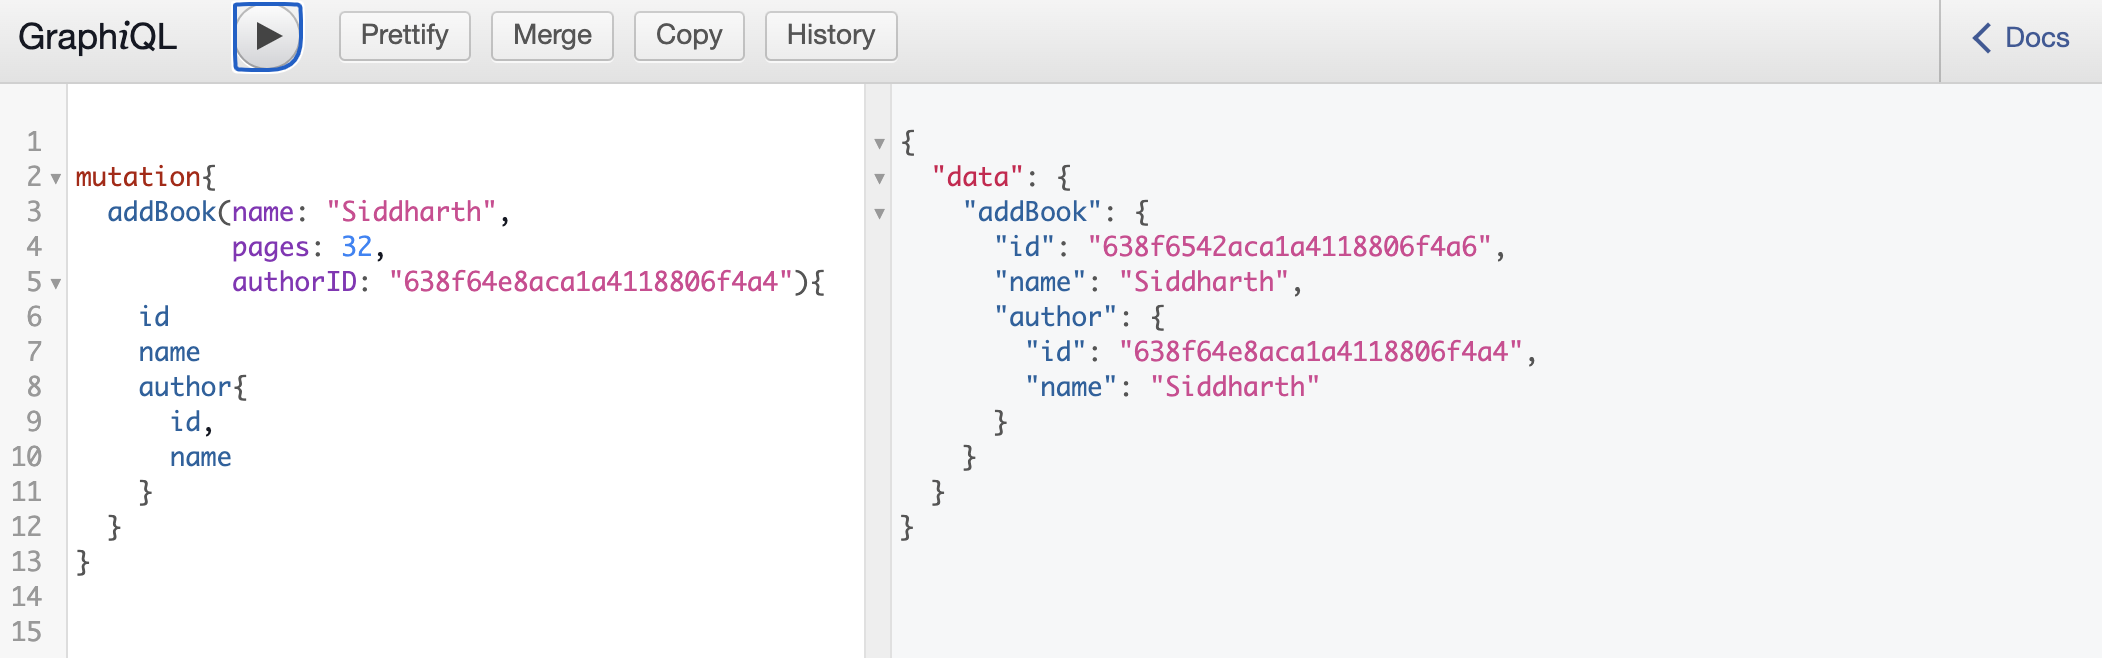 GraphiQL Prettify Merge Copy History Docs
1
2 mutation{
3 addBook(name: "Siddharth",
4 pages: 32,
5 authorID: "638f64e8aca1a4118806f4a4"){
6 id
7 name
8 author{
9 id,
10 name
11 }
12 }
13 }
14
15
{
"data": {
"addBook": {
"id": "638f6542aca1a4118806f4a6",
"name": "Siddharth",
"author": {
"id": "638f64e8aca1a4118806f4a4",
"name": "Siddharth"
}
}
}
}